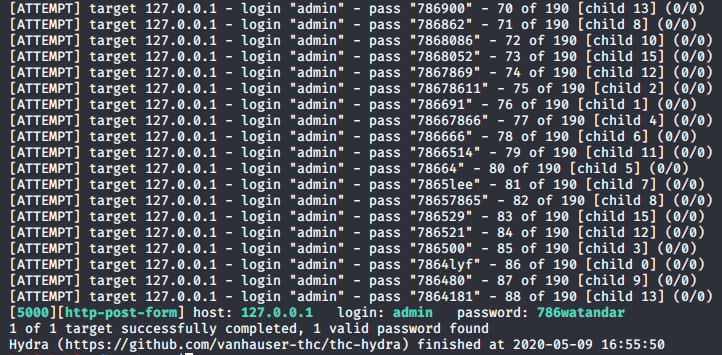 [ATTEMPT] target 127.0.0.1 - login "admin" - pass "786900" - 70 of 190 [child 13] (0/0)
[ATTEMPT] target 127.0.0.1 - login "admin" - pass "786862" - 71 of 190 [child 8] (0/0)
[ATTEMPT] target 127.0.0.1 - login "admin" - pass "7868086" - 72 of 190 [child 10] (0/0)
[ATTEMPT] target 127.0.0.1 - login "admin" - pass "7868052" - 73 of 190 [child 15] (0/0)
[ATTEMPT] target 127.0.0.1 - login "admin" - pass "7867869" - 74 of 190 [child 12] (0/0)
[ATTEMPT] target 127.0.0.1 - login "admin" - pass "78678611" - 75 of 190 [child 2] (0/0)
[ATTEMPT] target 127.0.0.1 - login "admin" - pass "786691" - 76 of 190 [child 1] (0/0)
[ATTEMPT] target 127.0.0.1 - login "admin" - pass "78667866" - 77 of 190 [child 4] (0/0)
[ATTEMPT] target 127.0.0.1 - login "admin" - pass "786666" - 78 of 190 [child 6] (0/0)
[ATTEMPT] target 127.0.0.1 - login "admin" - pass "7866514" - 79 of 190 [child 11] (0/0)
[ATTEMPT] target 127.0.0.1 - login "admin" - pass "78664" - 80 of 190 [child 5] (0/0)
[ATTEMPT] target 127.0.0.1 - login "admin" - pass "7865lee" - 81 of 190 [child 7] (0/0)
[ATTEMPT] target 127.0.0.1 - login "admin" - pass "78657865" - 82 of 190 [child 8] (0/0)
[ATTEMPT] target 127.0.0.1 - login "admin" - pass "786529" - 83 of 190 [child 15] (0/0)
[ATTEMPT] target 127.0.0.1 - login "admin" - pass "786521" - 84 of 190 [child 12] (0/0)
[ATTEMPT] target 127.0.0.1 - login "admin" - pass "786500" - 85 of 190 [child 3] (0/0)
[ATTEMPT] target 127.0.0.1 - login "admin" - pass "7864lyf" - 86 of 190 [child 0] (0/0)
[ATTEMPT] target 127.0.0.1 - login "admin" - pass "786480" - 87 of 190 [child 9] (0/0)
[ATTEMPT] target 127.0.0.1 - login "admin" - pass "7864181" - 88 of 190 [child 13] (0/0)
[5000][http-post-form] host: 127.0.0.1   login: admin   password: 786watandar
1 of 1 target successfully completed, 1 valid password found
Hydra (https://github.com/vanhauser-thc/thc-hydra) finished at 2020-05-09 16:55:50